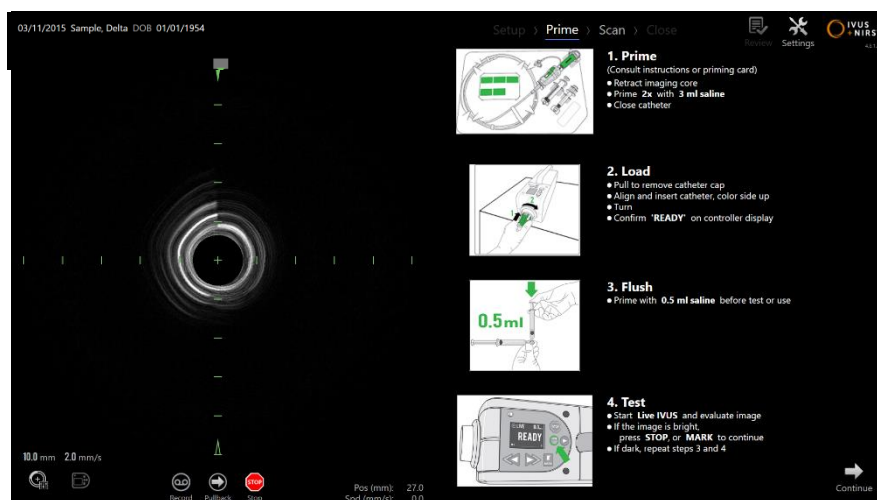 03/11/2015 Sample, Delta DOB 01/01/1954
Setup > Prime > Scan > Close
Review
Settings
IVUS
+NIRS
1. Prime
(Consult instructions or priming card)
• Retract imaging core
• Prime 2x with 3 ml saline
• Close catheter
2. Load
• Pull to remove catheter cap
• Align and insert catheter, color side up
• Turn
• Confirm 'READY' on controller display
1
2
3. Flush
• Prime with 0.5 ml saline before test or use
0.5ml
4. Test
• Start Live IVUS and evaluate image
• If the image is bright,
press STOP, or MARK to continue
• If dark, repeat steps 3 and 4
READY
10.0 mm 2.0 mm/s
Record
Pullback
STOP
Stop
Pos (mm): 27.0
Spd (mm/s): 0.0
Continue